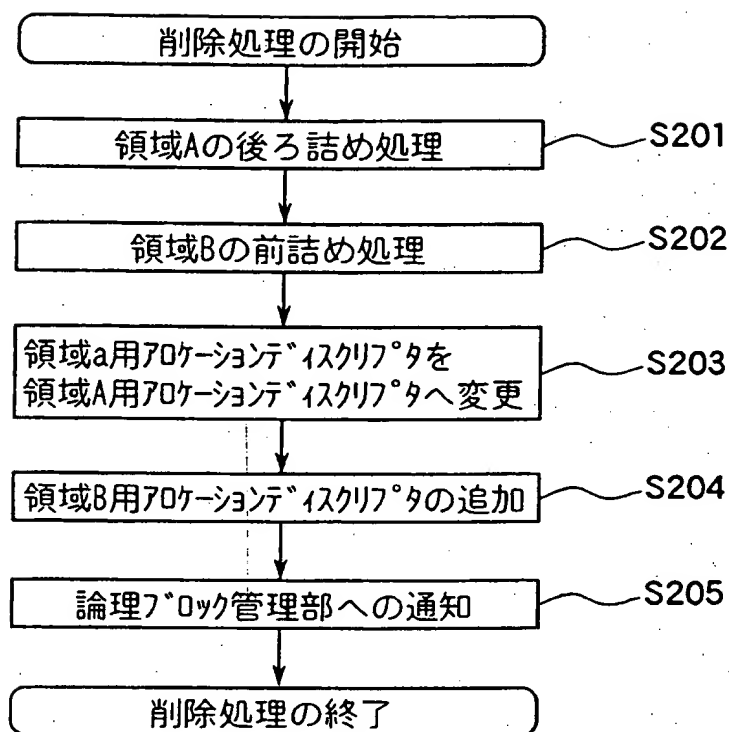 削除処理の開始
領域Aの後ろ詰め処理
S201
領域Bの前詰め処理
S202
領域a用ｱﾛｹｰｼｮﾝﾃﾞｨｽｸﾘﾌﾟﾀを
領域A用ｱﾛｹｰｼｮﾝﾃﾞｨｽｸﾘﾌﾟﾀへ変更
S203
領域B用ｱﾛｹｰｼｮﾝﾃﾞｨｽｸﾘﾌﾟﾀの追加
S204
論理ﾌﾞﾛｯｸ管理部への通知
S205
削除処理の終了